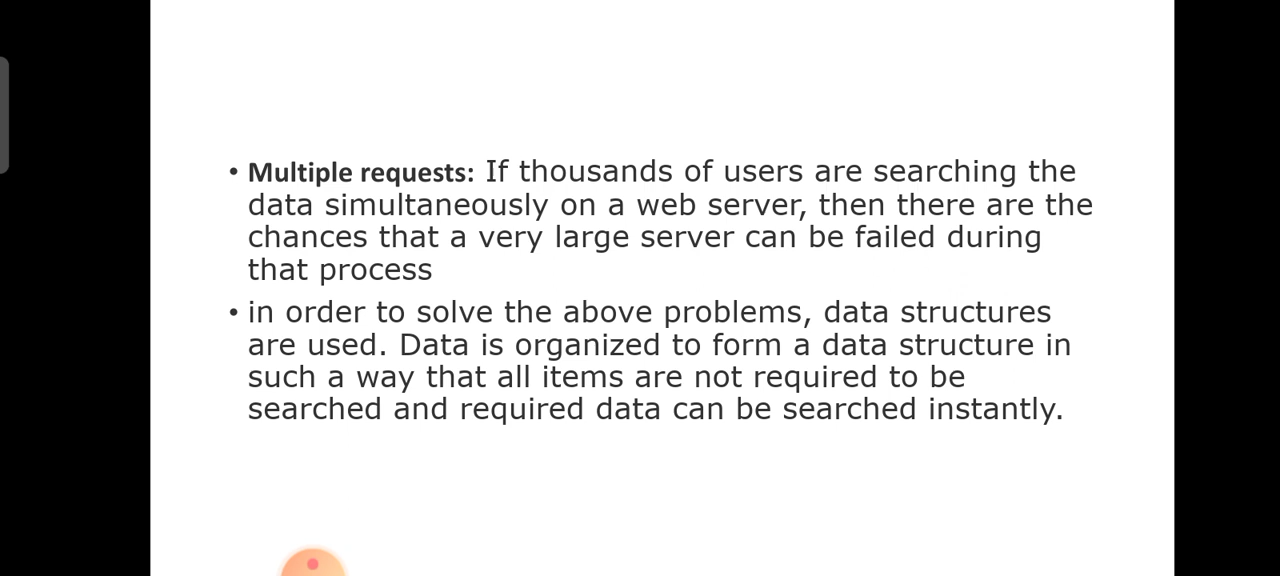 • Multiple requests: If thousands of users are searching the
data simultaneously on a web server, then there are the
chances that a very large server can be failed during
that process
• in order to solve the above problems, data structures
are used. Data is organized to form a data structure in
such a way that all items are not required to be
searched and required data can be searched instantly.